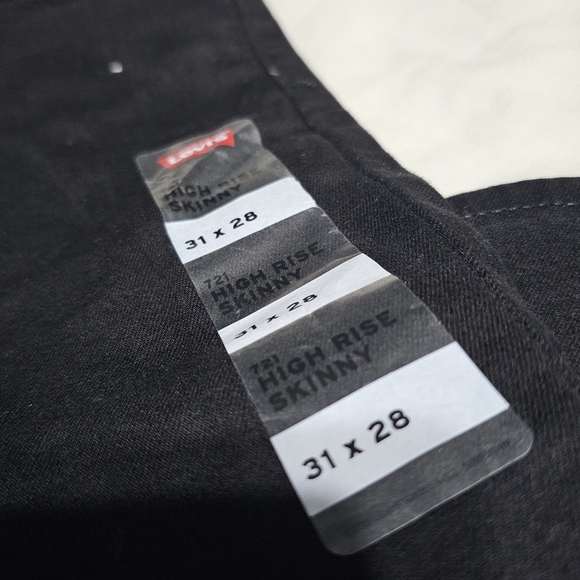 Levi's
HIGH RISE
SKINNY
31 x 28
721
HIGH RISE
SKINNY
31 x 28
721
HIGH RISE
SKINNY
31 x 28